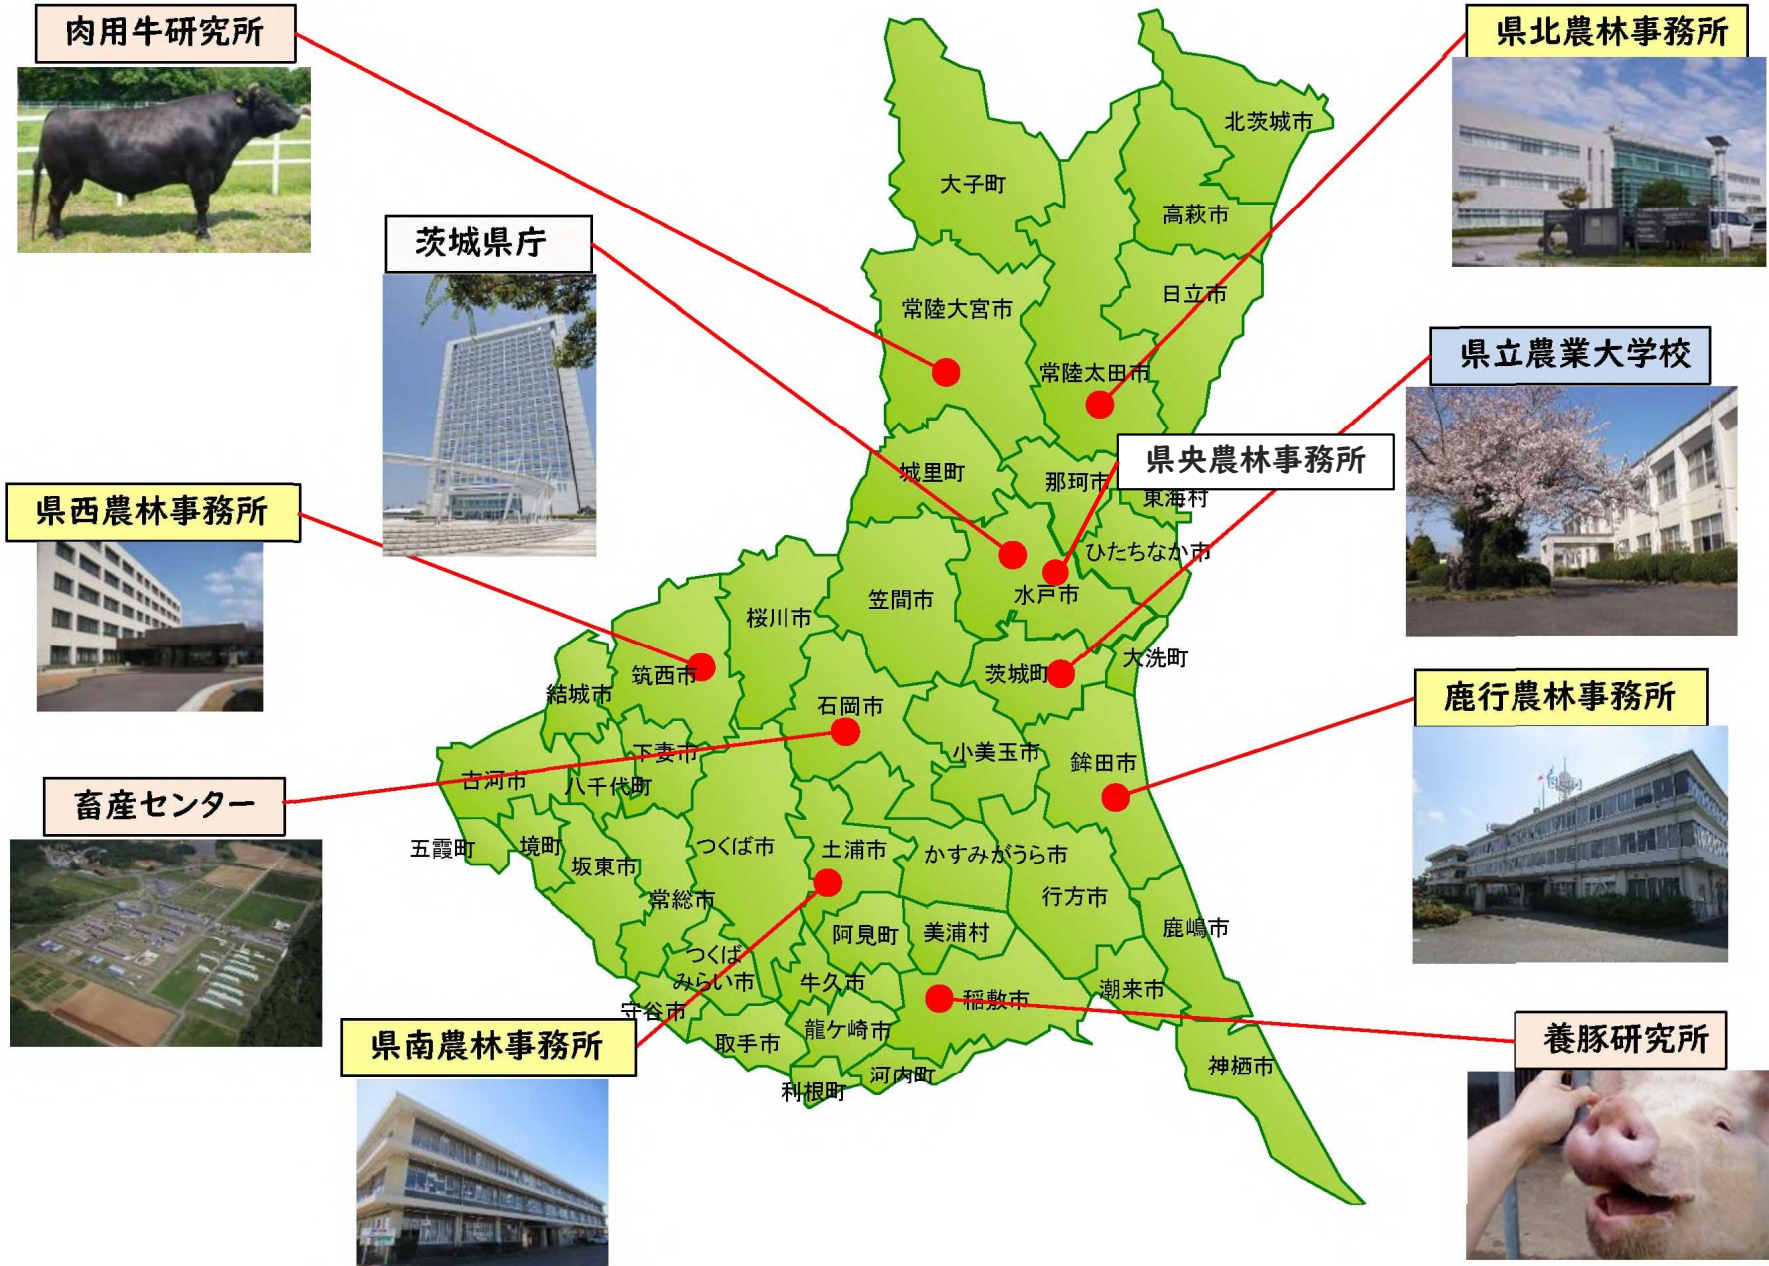 肉用牛研究所
県北農林事務所
北茨城市
大子町
高萩市
茨城県庁
日立市
常陸大宮市
県立農業大学校
常陸太田市
県央農林事務所
城里町
那珂市
東海村
県西農林事務所
ひたちなか市
水戸市
笠間市
桜川市
大洗町
茨城町
筑西市
結城市
石岡市
鹿行農林事務所
小美玉市
下妻市
鉾田市
古河市
八千代町
畜産センター
五霞町
境町
坂東市
つくば市
土浦市
かすみがうら市
行方市
常総市
鹿嶋市
阿見町
美浦村
つくば
みらい市
牛久市
潮来市
稲敷市
守谷市
龍ケ崎市
取手市
県南農林事務所
養豚研究所
神栖市
河内町
利根町